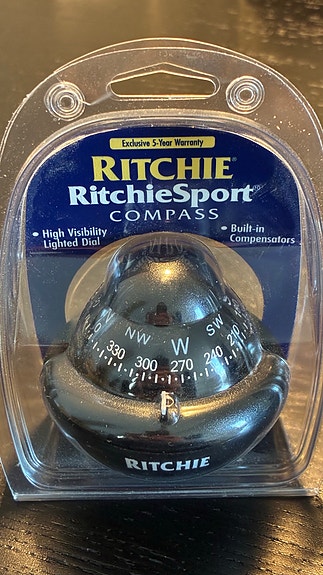 Exclusive 5-Year Warranty
RITCHIE®
RitchieSport
COMPASS
• High Visibility
Lighted Dial
• Built-in
Compensators
NW W SW
330 300 270 240 210
RITCHIE